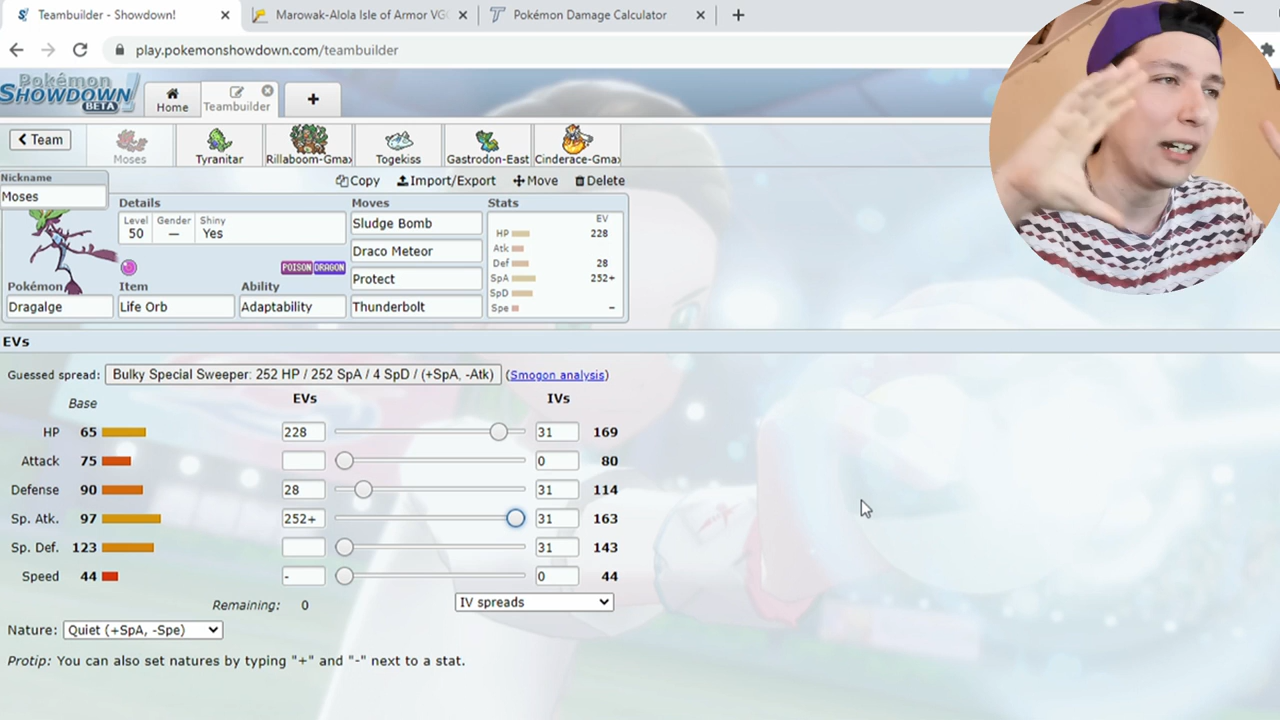 Teambuilder - Showdown!
Marowak-Alola Isle of Armor VGC
Pokémon Damage Calculator
play.pokemonshowdown.com/teambuilder
Pokémon
SHOWDOWN!
BETA
Home
Teambuilder
Team
Moses
Tyranitar
Rillaboom-Gmax
Togekiss
Gastrodon-East
Cinderace-Gmax
Nickname
Moses
Copy
Import/Export
Move
Delete
Details
Moves
Stats
Level Gender Shiny
50 — Yes
Sludge Bomb
Draco Meteor
Protect
Thunderbolt
EV
HP 228
Atk
Def 28
SpA 252+
SpD
Spe –
POISON DRAGON
Pokémon
Item
Ability
Dragalge
Life Orb
Adaptability
EVs
Guessed spread: Bulky Special Sweeper: 252 HP / 252 SpA / 4 SpD / (+SpA, -Atk) (Smogon analysis)
Base EVs IVs
HP 65 228 31 169
Attack 75 0 80
Defense 90 28 31 114
Sp. Atk. 97 252+ 31 163
Sp. Def. 123 31 143
Speed 44 - 0 44
Remaining: 0
IV spreads
Nature: Quiet (+SpA, -Spe)
Protip: You can also set natures by typing "+" and "-" next to a stat.